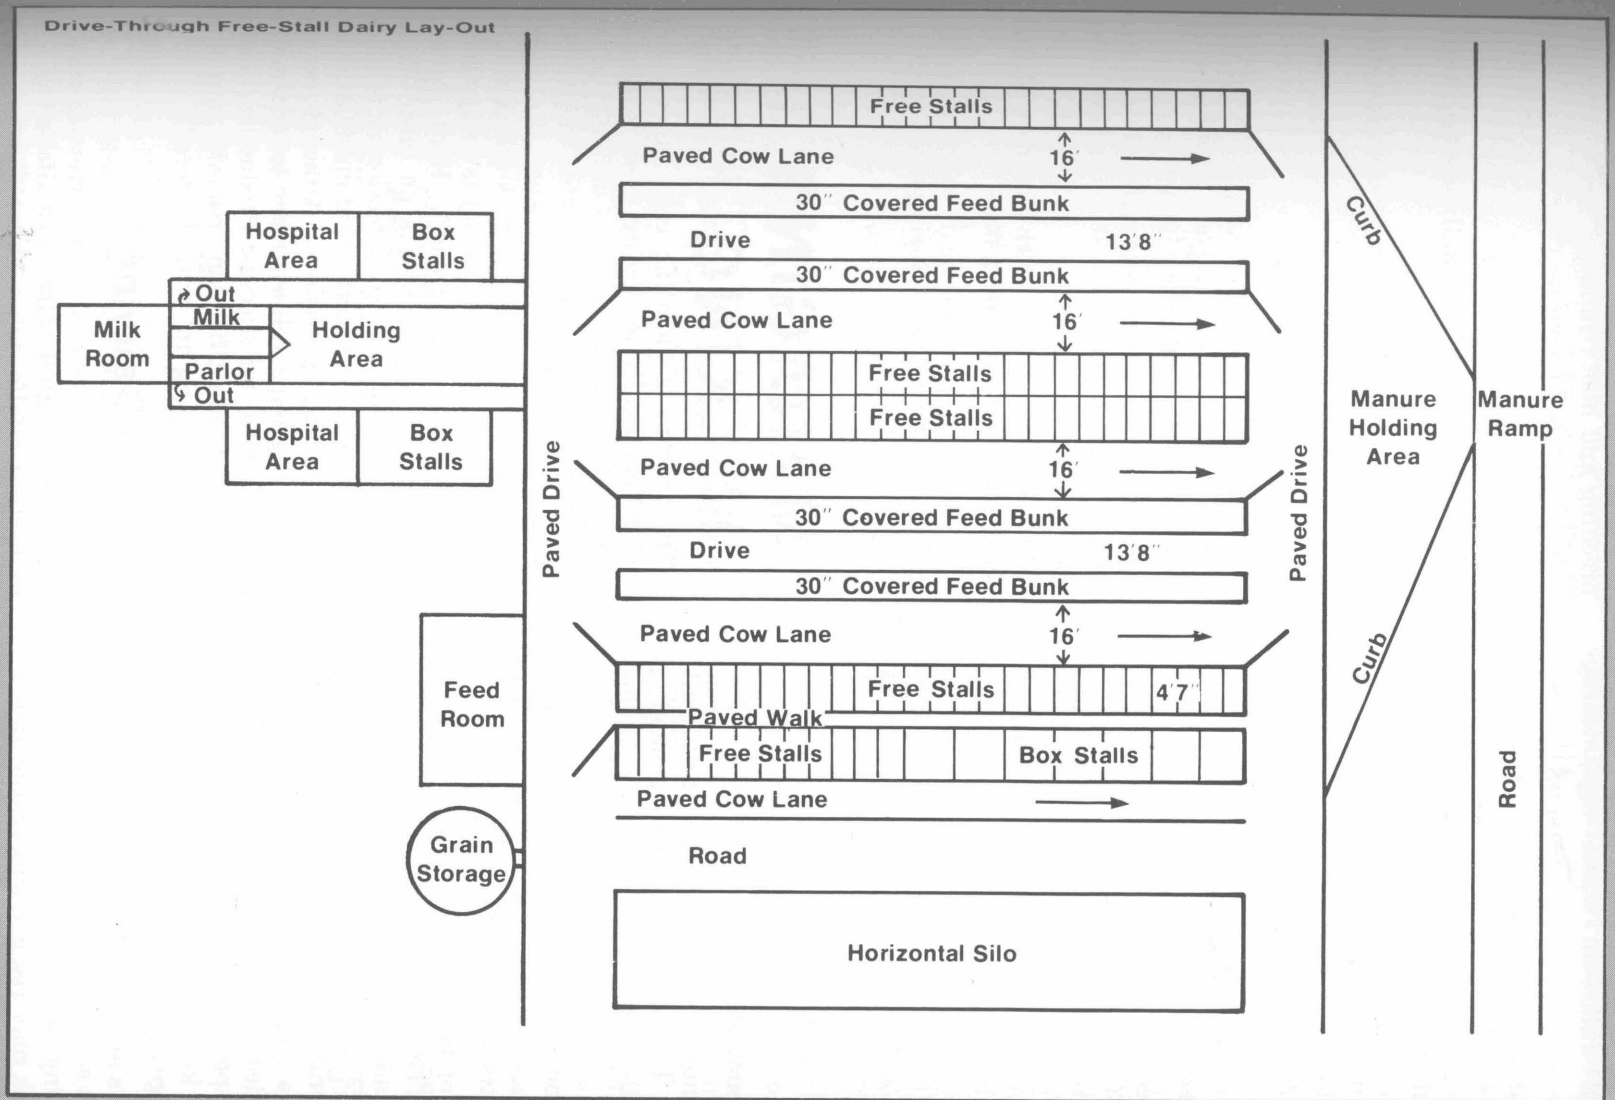 Drive-Through Free-Stall Dairy Lay-Out
Free Stalls
Paved Cow Lane 16'
30" Covered Feed Bunk
Drive 13'8"
30" Covered Feed Bunk
Paved Cow Lane 16'
Free Stalls
Free Stalls
Paved Cow Lane 16'
30" Covered Feed Bunk
Drive 13'8"
30" Covered Feed Bunk
Paved Cow Lane 16'
Free Stalls 4'7"
Paved Walk
Free Stalls Box Stalls
Paved Cow Lane
Road
Horizontal Silo
Hospital
Area
Box
Stalls
Out
Milk
Parlor
Out
Milk
Room
Holding
Area
Hospital
Area
Box
Stalls
Paved Drive
Feed
Room
Grain
Storage
Paved Drive
Curb
Manure
Holding
Area
Curb
Manure
Ramp
Road